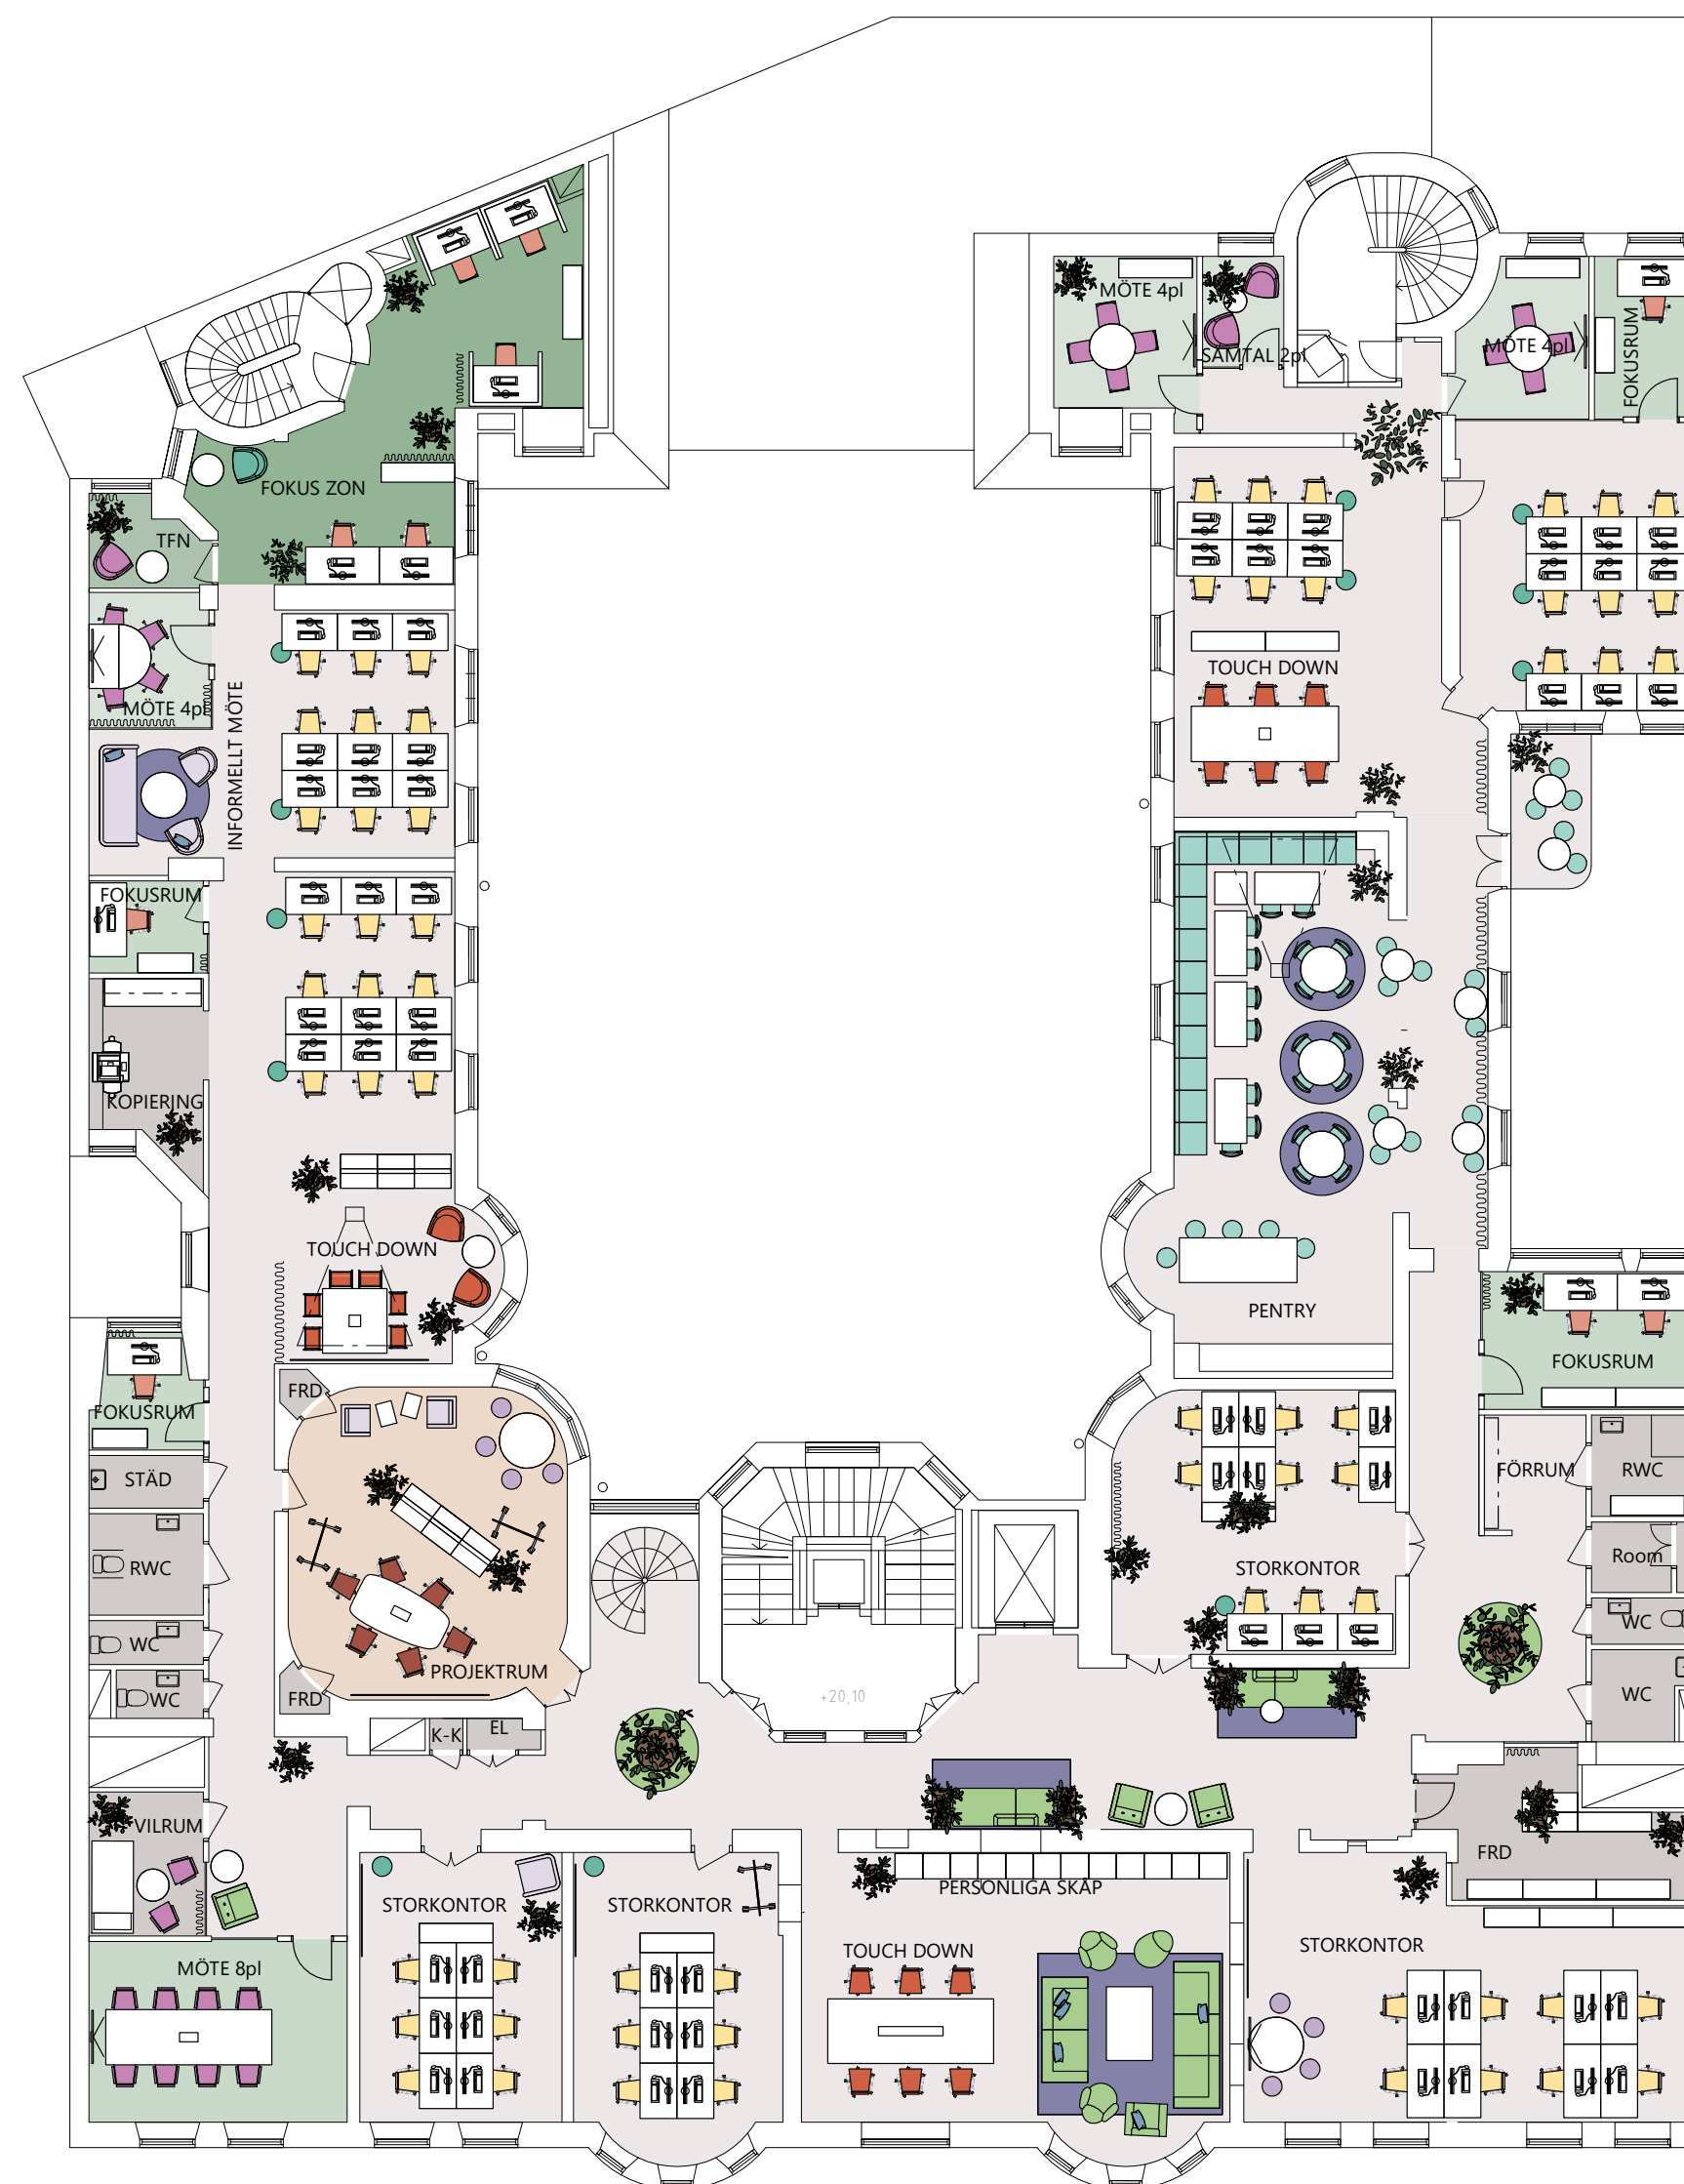 MÖTE 4pl
SAMTAL 2pl
MÖTE 4pl
FOKUSRUM
FOKUS ZON
TFN
MÖTE 4pl
INFORMELLT MÖTE
TOUCH DOWN
FOKUSRUM
KOPIERING
TOUCH DOWN
PENTRY
FOKUSRUM
FRD
FOKUSRUM
STÄD
FÖRRUM
RWC
RWC
STORKONTOR
Room
WC
WC
WC
PROJEKTRUM
FRD
WC
+20,10
K-K
EL
VILRUM
FRD
PERSONLIGA SKÅP
STORKONTOR
STORKONTOR
TOUCH DOWN
STORKONTOR
MÖTE 8pl